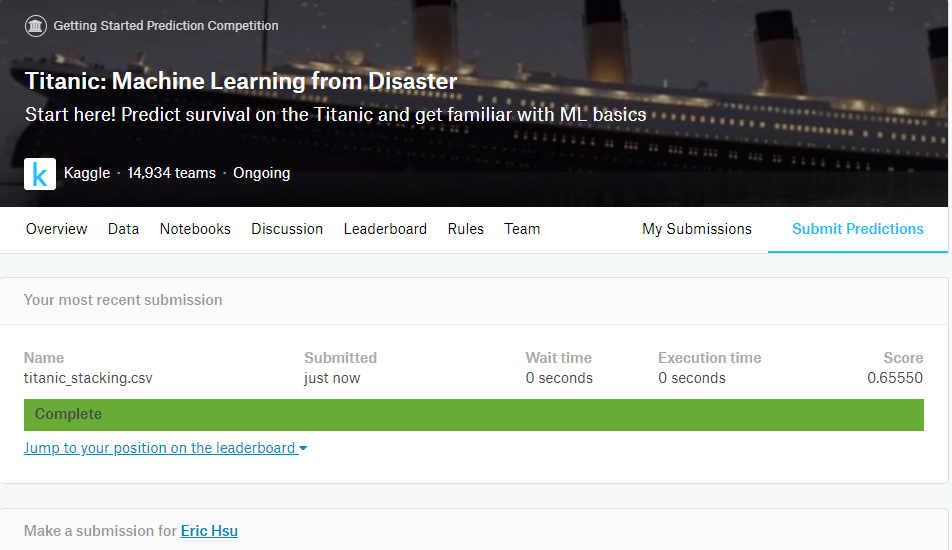 Getting Started Prediction Competition
Titanic: Machine Learning from Disaster
Start here! Predict survival on the Titanic and get familiar with ML basics
k Kaggle · 14,934 teams · Ongoing
Overview Data Notebooks Discussion Leaderboard Rules Team My Submissions Submit Predictions
Your most recent submission
Name Submitted Wait time Execution time Score
titanic_stacking.csv just now 0 seconds 0 seconds 0.65550
Complete
Jump to your position on the leaderboard
Make a submission for Eric Hsu